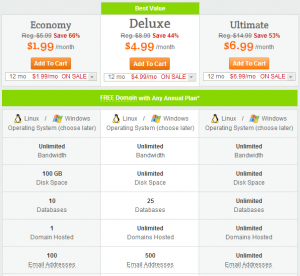 Best Value
Economy Deluxe Ultimate
Reg. $5.99 Save 66% Reg. $8.99 Save 44% Reg. $14.99 Save 53%
$1.99 /month $4.99 /month $6.99 /month
Add To Cart Add To Cart Add To Cart
12 mo $1.99/mo ON SALE 12 mo $4.99/mo ON SALE 12 mo $6.99/mo ON SALE
FREE Domain with Any Annual Plan*
Linux / Windows Linux / Windows Linux / Windows
Operating System (choose later) Operating System (choose later) Operating System (choose later)
Unlimited Unlimited Unlimited
Bandwidth Bandwidth Bandwidth
100 GB Unlimited Unlimited
Disk Space Disk Space Disk Space
10 25 Unlimited
Databases Databases Databases
1 Unlimited Unlimited
Domain Hosted Domains Hosted Domains Hosted
100 500 Unlimited
Email Addresses Email Addresses Email Addresses